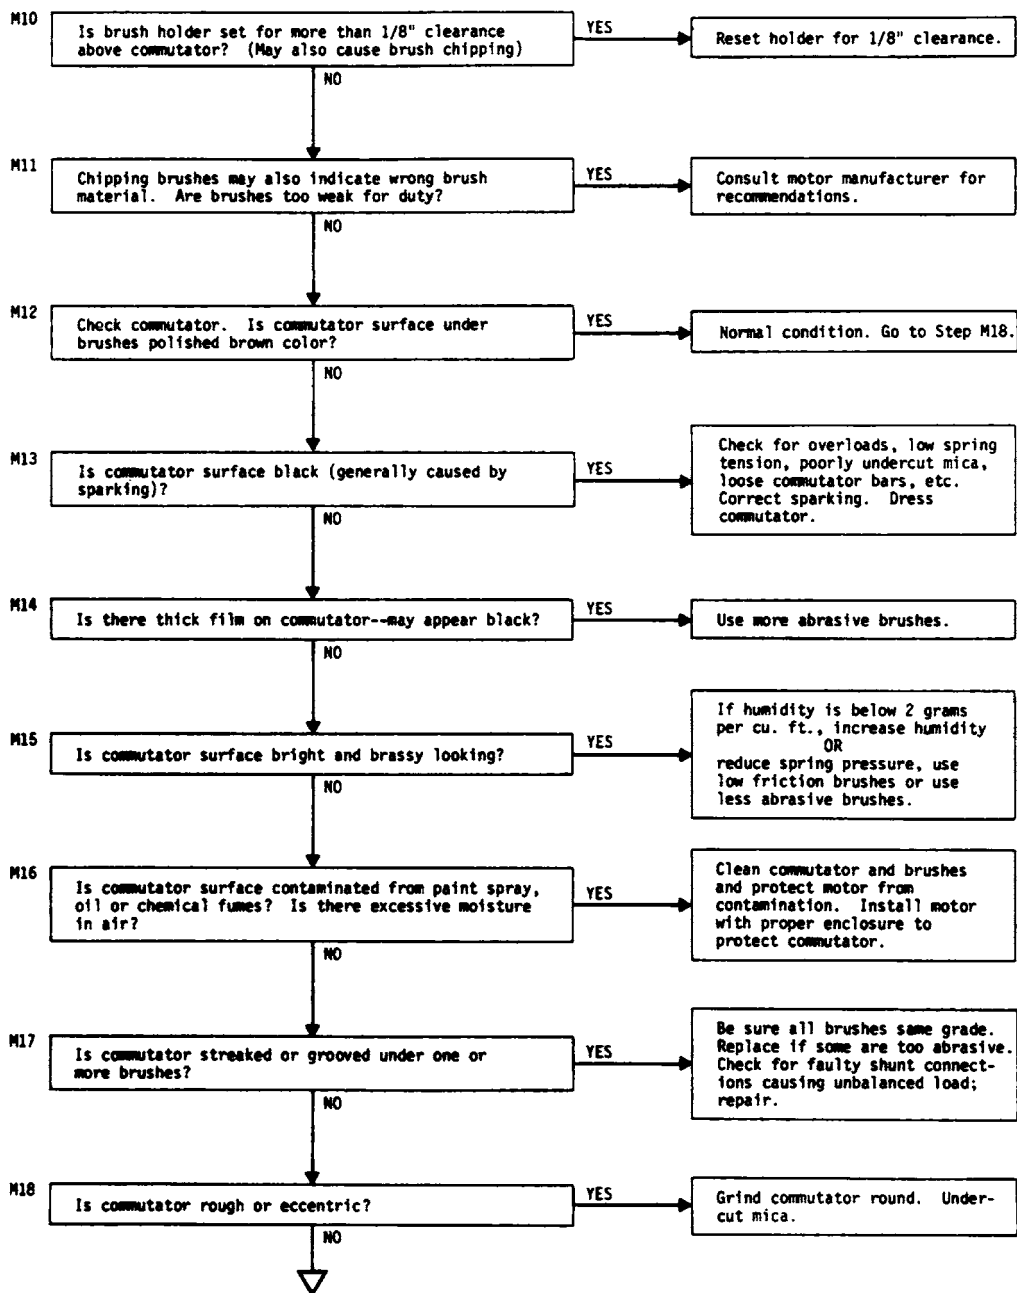 M10
Is brush holder set for more than 1/8" clearance
above commutator? (May also cause brush chipping)
YES
Reset holder for 1/8" clearance.
NO
M11
Chipping brushes may also indicate wrong brush
material. Are brushes too weak for duty?
YES
Consult motor manufacturer for
recommendations.
NO
M12
Check commutator. Is commutator surface under
brushes polished brown color?
YES
Normal condition. Go to Step M18.
NO
M13
Is commutator surface black (generally caused by
sparking)?
YES
Check for overloads, low spring
tension, poorly undercut mica,
loose commutator bars, etc.
Correct sparking. Dress
commutator.
NO
M14
Is there thick film on commutator--may appear black?
YES
Use more abrasive brushes.
NO
M15
Is commutator surface bright and brassy looking?
YES
If humidity is below 2 grams
per cu. ft., increase humidity
OR
reduce spring pressure, use
low friction brushes or use
less abrasive brushes.
NO
M16
Is commutator surface contaminated from paint spray,
oil or chemical fumes? Is there excessive moisture
in air?
YES
Clean commutator and brushes
and protect motor from
contamination. Install motor
with proper enclosure to
protect commutator.
NO
M17
Is commutator streaked or grooved under one or
more brushes?
YES
Be sure all brushes same grade.
Replace if some are too abrasive.
Check for faulty shunt connect-
ions causing unbalanced load;
repair.
NO
M18
Is commutator rough or eccentric?
YES
Grind commutator round. Under-
cut mica.
NO